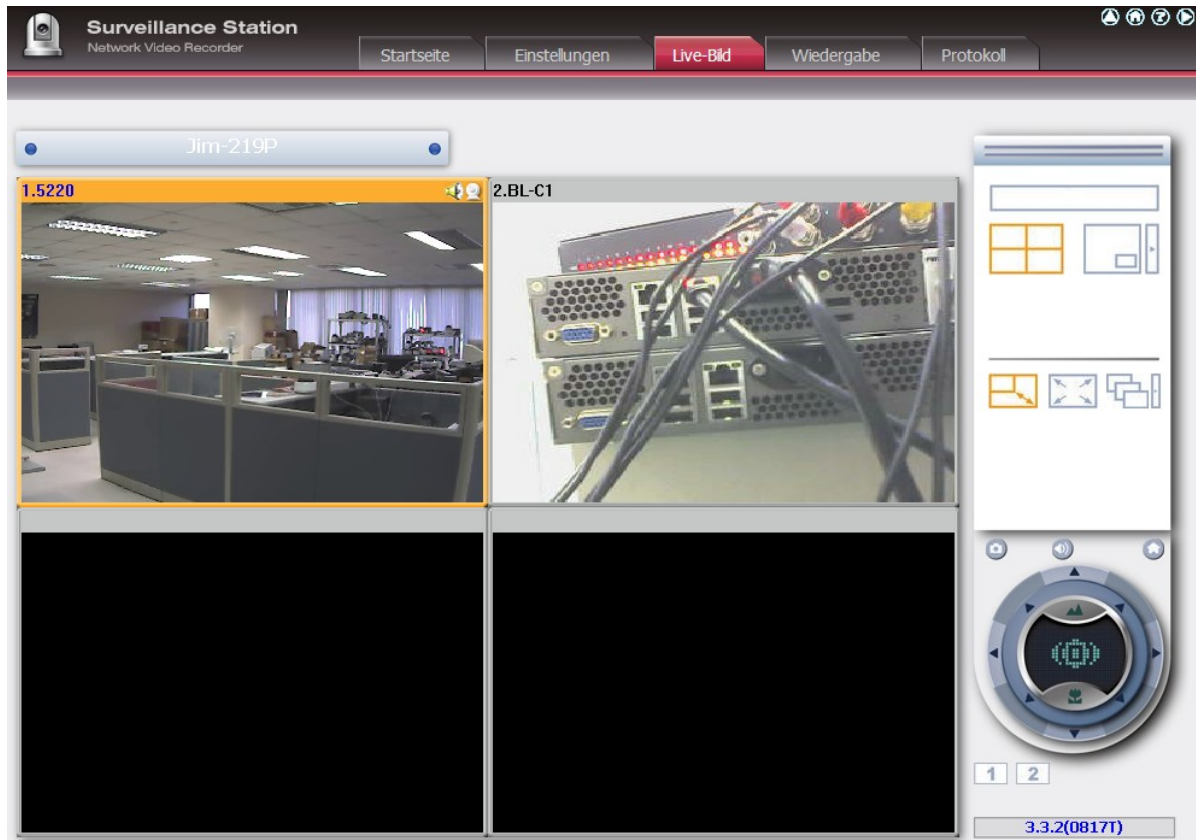 Surveillance Station
Network Video Recorder
Startseite
Einstellungen
Live-Bild
Wiedergabe
Protokoll
Jim-219P
1.5220
2.BL-C1
1
2
3.3.2(0817T)